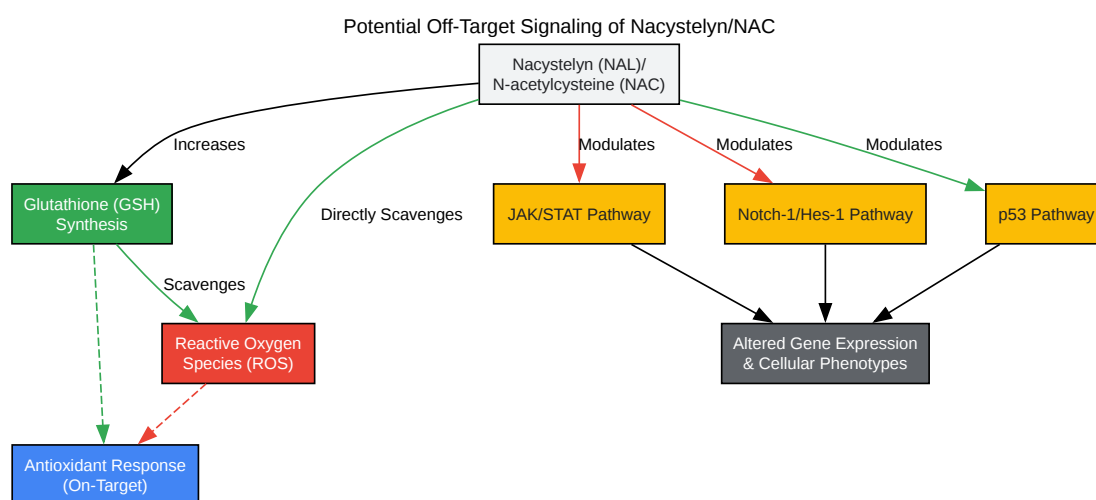 Potential Off-Target Signaling of Nacystelyn/NAC
Nacystelyn (NAL)/
N-acetylcysteine (NAC)
Increases
Modulates
Modulates
Modulates
Glutathione (GSH)
Synthesis
Directly Scavenges
JAK/STAT Pathway
Notch-1/Hes-1 Pathway
p53 Pathway
Scavenges
Reactive Oxygen
Species (ROS)
Altered Gene Expression
& Cellular Phenotypes
Antioxidant Response
(On-Target)